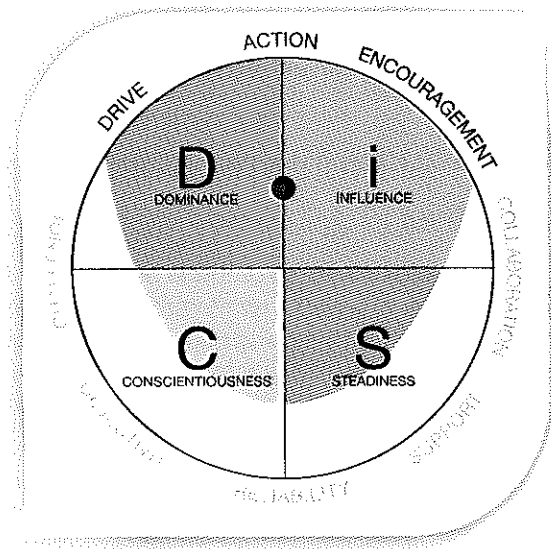 ACTION
DRIVE
ENCOURAGEMENT
D
DOMINANCE
i
INFLUENCE
COLLABORATION
C
CONSCIENTIOUSNESS
S
STEADINESS
SUPPORT